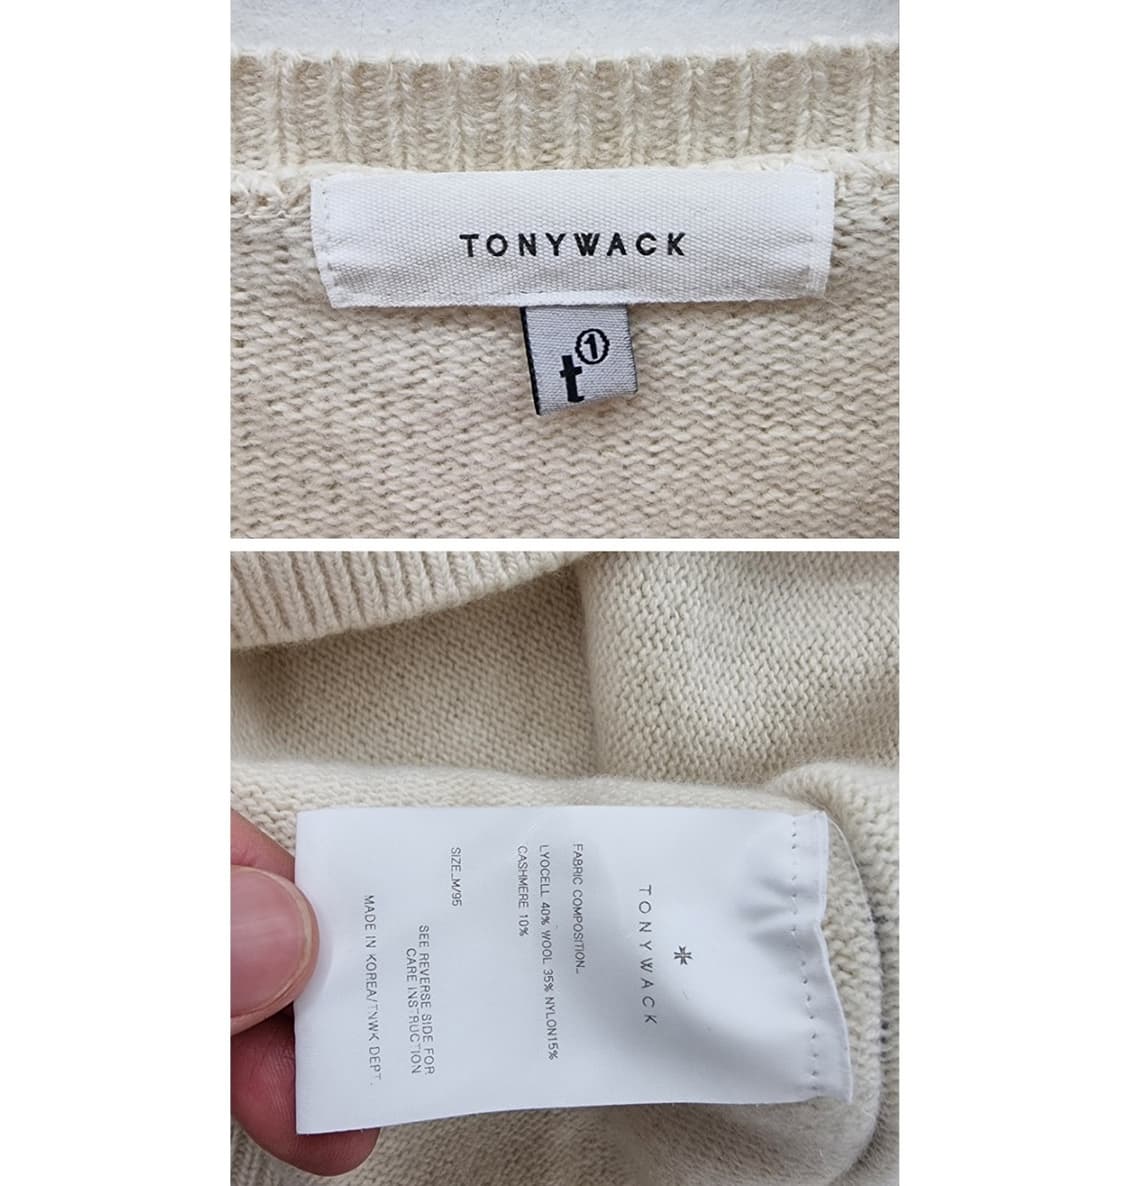 TONYWACK
t①
TONYWACK
FABRIC COMPOSITION_
LYOCELL 40% WOOL 35% NYLON15%
CASHMERE 10%
SIZE_M/95
SEE REVERSE SIDE FOR
CARE INSTRUCTION
MADE IN KOREA/TNWK DEPT.